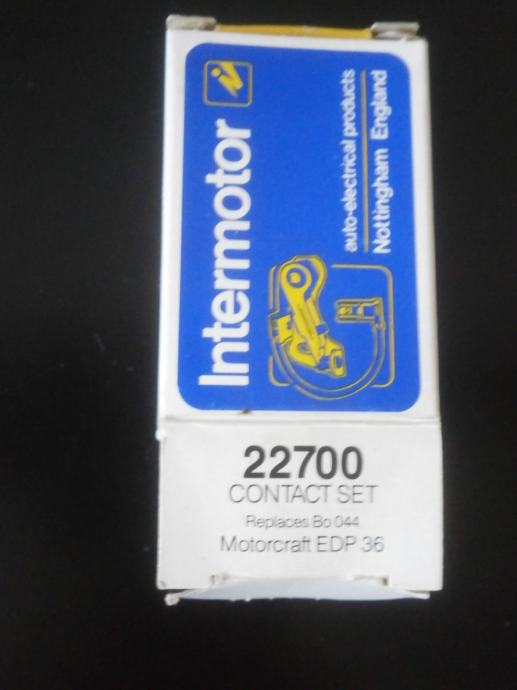 Intermotor
auto-electrical products
Nottingham England
22700
CONTACT SET
Replaces Bo 044
Motorcraft EDP 36